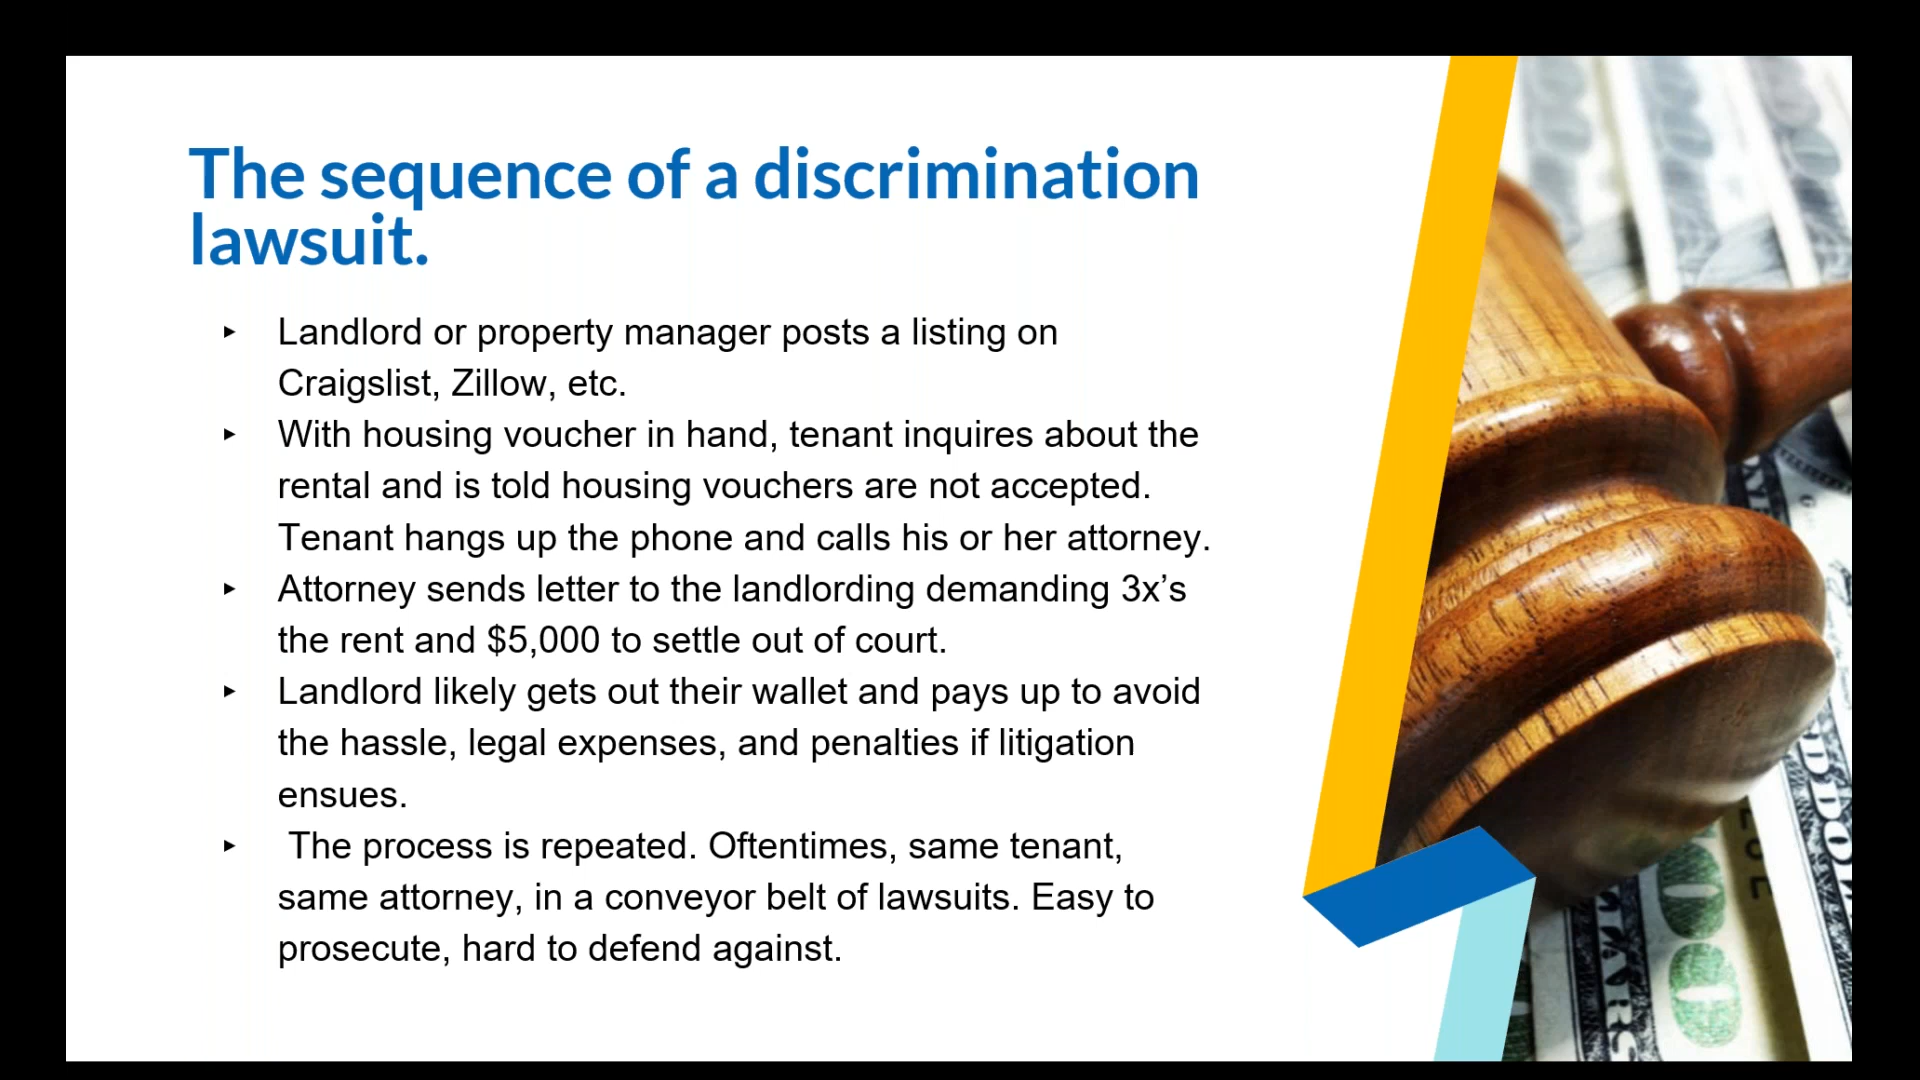 The sequence of a discrimination
lawsuit.
‣ Landlord or property manager posts a listing on
Craigslist, Zillow, etc.
‣ With housing voucher in hand, tenant inquires about the
rental and is told housing vouchers are not accepted.
Tenant hangs up the phone and calls his or her attorney.
‣ Attorney sends letter to the landlording demanding 3x’s
the rent and $5,000 to settle out of court.
‣ Landlord likely gets out their wallet and pays up to avoid
the hassle, legal expenses, and penalties if litigation
ensues.
‣ The process is repeated. Oftentimes, same tenant,
same attorney, in a conveyor belt of lawsuits. Easy to
prosecute, hard to defend against.